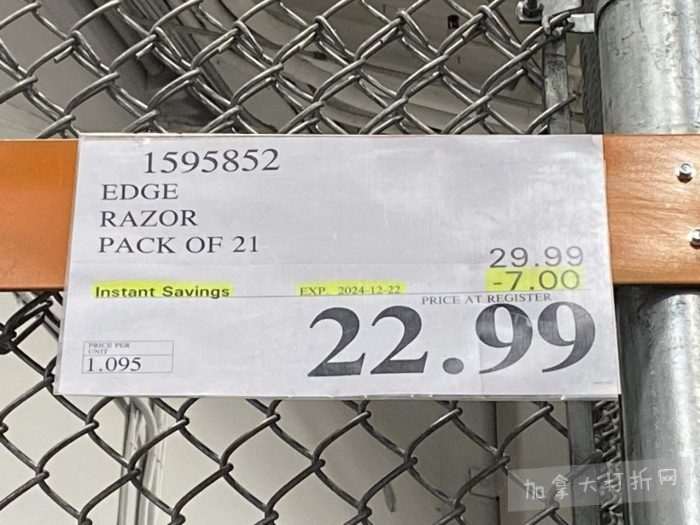 1595852
EDGE
RAZOR
PACK OF 21
29.99
Instant Savings EXP. 2024-12-22 -7.00
PRICE AT REGISTER
22.99
PRICE PER
UNIT
1.095
加拿大打折网